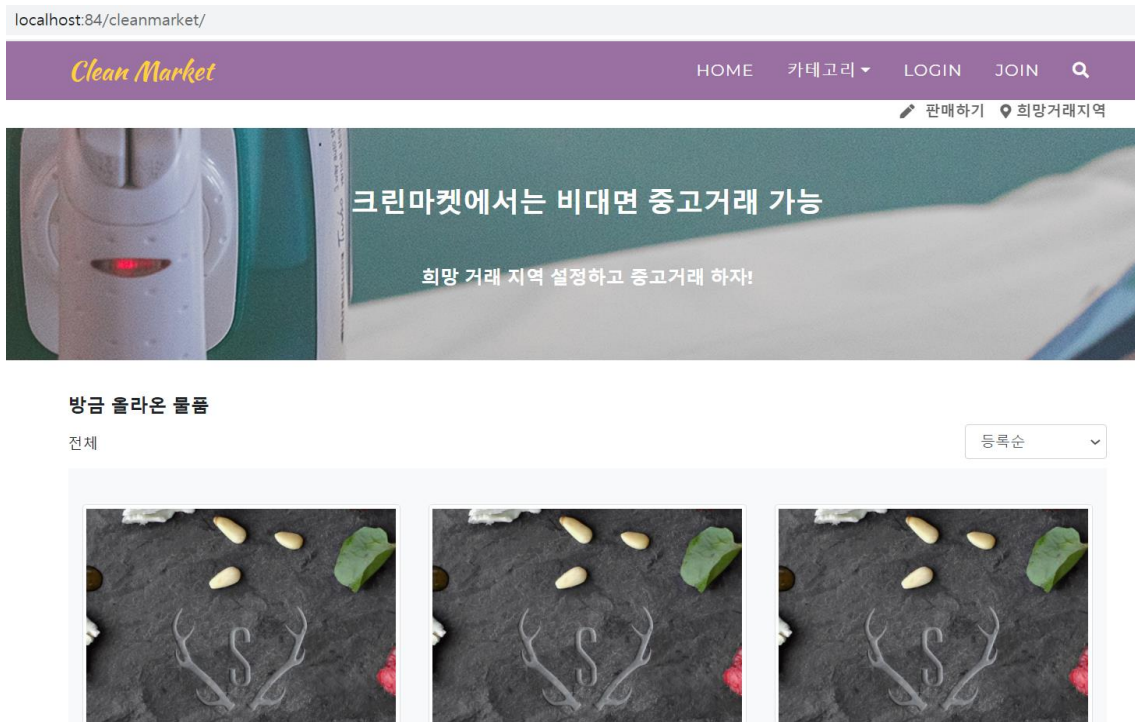 localhost:84/cleanmarket/
Clean Market
HOME 카테고리 LOGIN JOIN
판매하기 희망거래지역
크린마켓에서는 비대면 중고거래 가능
희망 거래 지역 설정하고 중고거래 하자!
방금 올라온 물품
전체
등록순
S S S